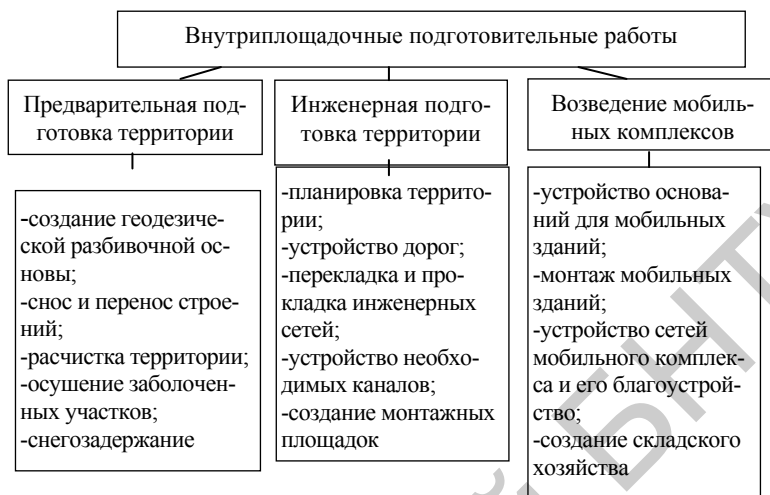 Внутриплощадочные подготовительные работы
Предварительная под-
готовка территории
Инженерная подго-
товка территории
Возведение мобиль-
ных комплексов
-создание геодезиче-
ской разбивочной ос-
новы;
-снос и перенос строе-
ний;
-расчистка территории;
-осушение заболочен-
ных участков;
-снегозадержание
-планировка террито-
рии;
-устройство дорог;
-перекладка и про-
кладка инженерных
сетей;
-устройство необхо-
димых каналов;
-создание монтажных
площадок
-устройство основа-
ний для мобильных
зданий;
-монтаж мобильных
зданий;
-устройство сетей
мобильного комплек-
са и его благоустрой-
ство;
-создание складского
хозяйства
БНТУ